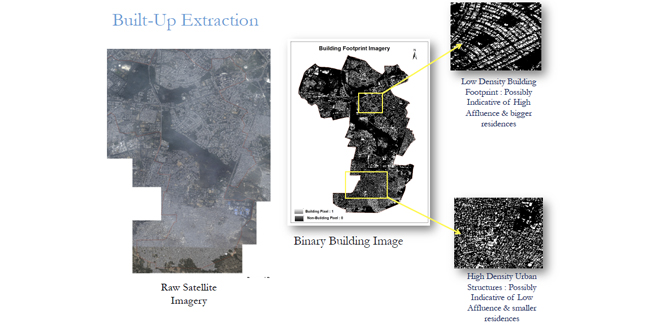 Built-Up Extraction
Building Footprint Imagery
Building Pixel : 1
Non-Building Pixel : 0
Raw Satellite
Imagery
Binary Building Image
Low Density Building
Footprint : Possibly
Indicative of High
Affluence & bigger
residences
High Density Urban
Structures : Possibly
Indicative of Low
Affluence & smaller
residences